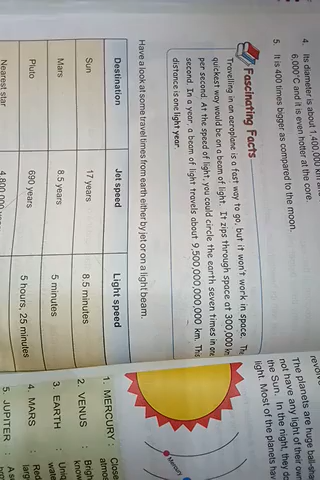 4. Its diameter is about 1,400,000 km and
6,000°C and it is even hotter at the core.
5. It is 400 times bigger as compared to the moon.
Fascinating Facts
Travelling in an aeroplane is a fast way to go, but it won't work in space. The
quickest way would be on a beam of light. It zips through space at 300,000 km
per second. At the speed of light, you could circle the earth seven times in one
second. In a year, a beam of light travels about 9,500,000,000,000 km. This
distance is one light year.
Have a look at some travel times from earth either by jet or on a light beam.
Destination Jet speed Light speed
Sun 17 years 8.5 minutes
Mars 8.5 years 5 minutes
Pluto 690 years 5 hours, 25 minutes
Nearest star 4,800,000
revolve
The planets are huge ball-sha
not have any light of their own
the Sun. In the night, they do
light. Most of the planets hav
Mercury
1. MERCURY : Close
almos
2. VENUS : Brigh
know
3. EARTH : Uniq
wate
4. MARS : Red
larg
5. JUPITER : A s